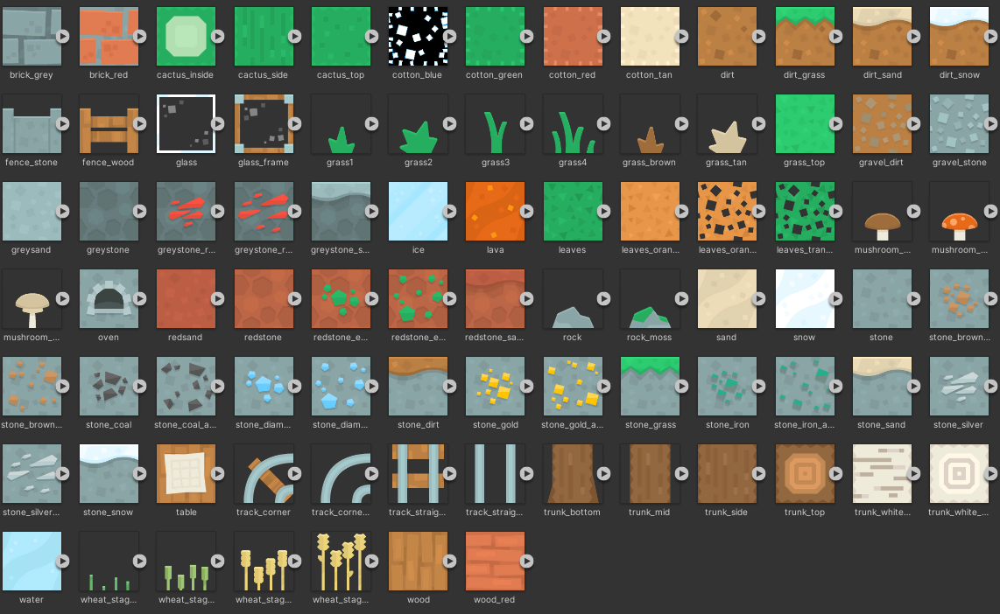 brick_grey brick_red cactus_inside cactus_side cactus_top cotton_blue cotton_green cotton_red cotton_tan dirt dirt_grass dirt_sand dirt_snow
fence_stone fence_wood glass glass_frame grass1 grass2 grass3 grass4 grass_brown grass_tan grass_top gravel_dirt gravel_stone
greysand greystone greystone_r... greystone_r... greystone_s... ice lava leaves leaves_oran... leaves_oran... leaves_tran... mushroom_... mushroom_...
mushroom_... oven redsand redstone redstone_e... redstone_e... redstone_sa... rock rock_moss sand snow stone stone_brown...
stone_brown... stone_coal stone_coal_a... stone_diam... stone_diam... stone_dirt stone_gold stone_gold_a... stone_grass stone_iron stone_iron_a... stone_sand stone_silver
stone_silver... stone_snow table track_corner track_corne... track_straig... track_straig... trunk_bottom trunk_mid trunk_side trunk_top trunk_white... trunk_white_...
water wheat_stag... wheat_stag... wheat_stag... wheat_stag... wood wood_red